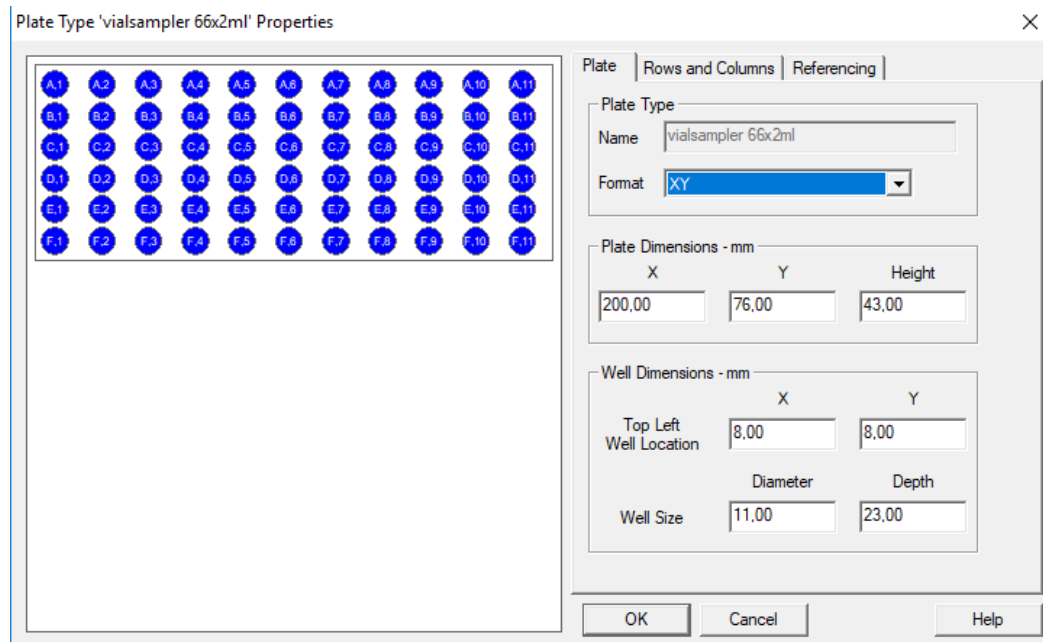 Plate Type 'vialsampler 66x2ml' Properties
A,1 A,2 A,3 A,4 A,5 A,6 A,7 A,8 A,9 A,10 A,11
B,1 B,2 B,3 B,4 B,5 B,6 B,7 B,8 B,9 B,10 B,11
C,1 C,2 C,3 C,4 C,5 C,6 C,7 C,8 C,9 C,10 C,11
D,1 D,2 D,3 D,4 D,5 D,6 D,7 D,8 D,9 D,10 D,11
E,1 E,2 E,3 E,4 E,5 E,6 E,7 E,8 E,9 E,10 E,11
F,1 F,2 F,3 F,4 F,5 F,6 F,7 F,8 F,9 F,10 F,11
Plate Rows and Columns Referencing
Plate Type
Name vialsampler 66x2ml
Format XY
Plate Dimensions - mm
X Y Height
200,00 76,00 43,00
Well Dimensions - mm
X Y
Top Left
Well Location 8,00 8,00
Diameter Depth
Well Size 11,00 23,00
OK Cancel Help